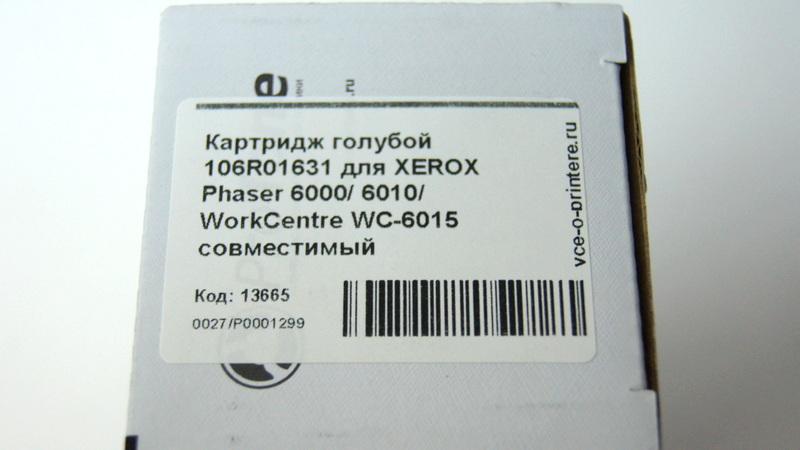 Картридж голубой
106R01631 для XEROX
Phaser 6000/ 6010/
WorkCentre WC-6015
совместимый
Код: 13665
0027/P0001299
vce-o-printere.ru
.ru